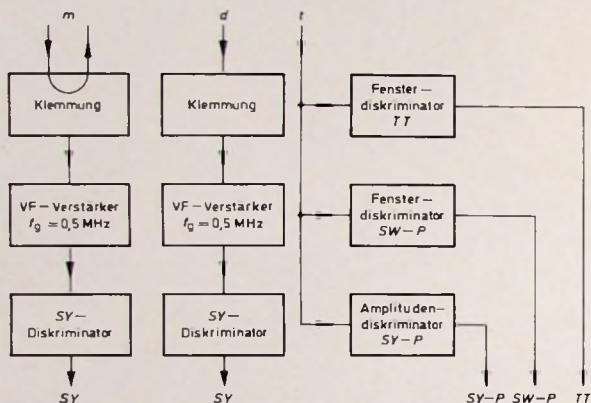 m
d
t
Klemmung
Klemmung
Fenster-
diskriminator
TT
VF-Verstärker
fg = 0,5 MHz
VF-Verstärker
fg = 0,5 MHz
Fenster-
diskriminator
SW-P
SY-
Diskriminator
SY-
Diskriminator
Amplituden-
diskriminator
SY-P
SY
SY
SY-P
SW-P
TT